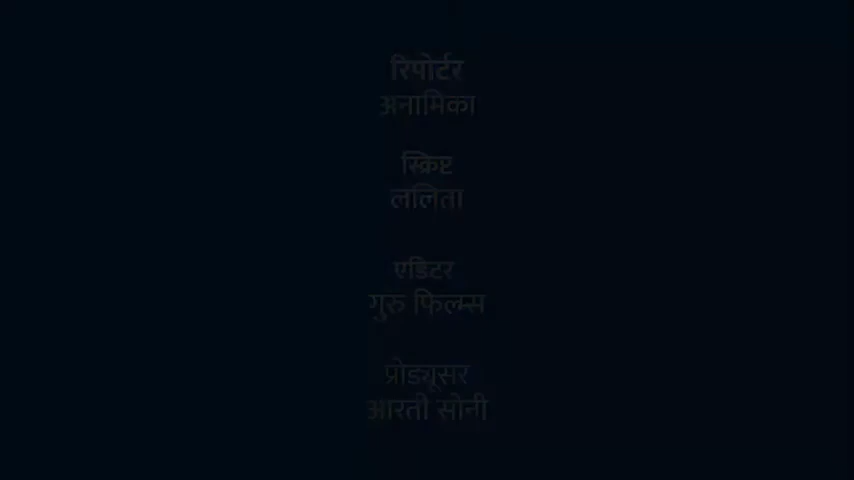 रिपोर्टर
अनामिका
स्क्रिप्ट
ललिता
एडिटर
गुरु फिल्म्स
प्रोड्यूसर
आरती सोनी